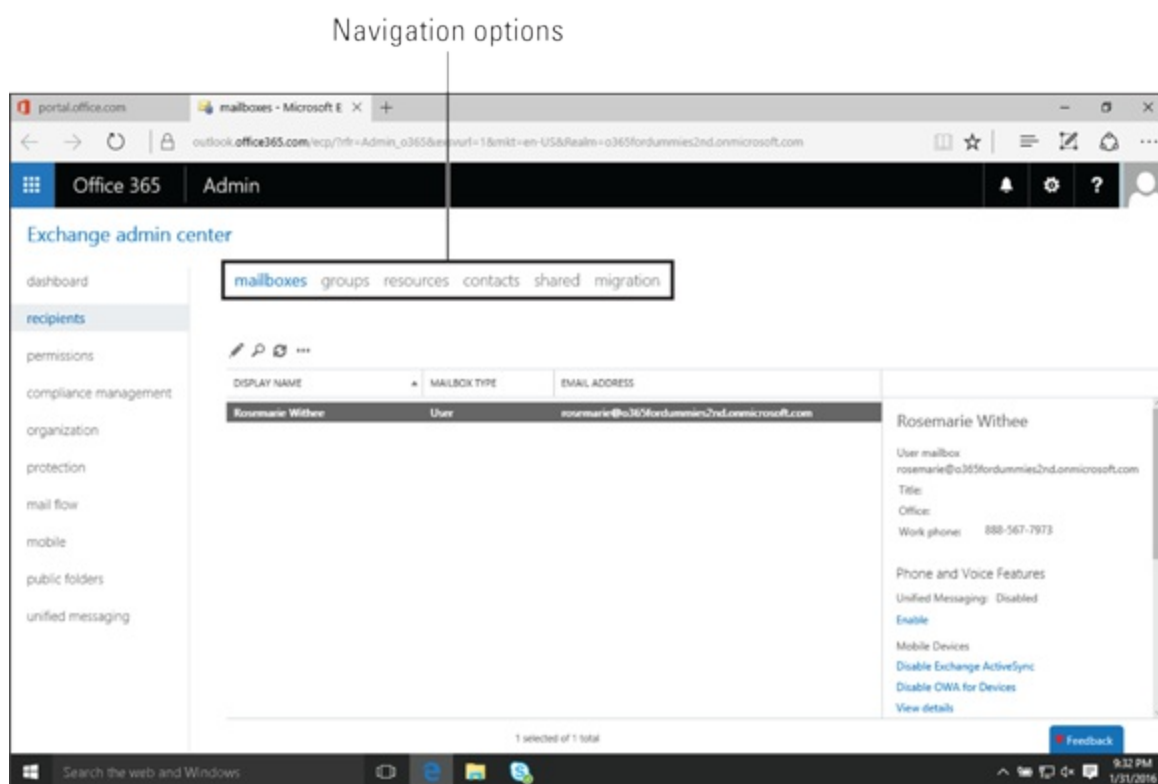 Navigation options
portal.office.com
mailboxes - Microsoft E
outlook.office365.com/ecp/?rfr=Admin_o365&exsvurl=1&mkt=en-US&Realm=o365fordummies2nd.onmicrosoft.com
Office 365 Admin
?
Exchange admin center
mailboxes groups resources contacts shared migration
dashboard
recipients
permissions
compliance management
organization
protection
mail flow
mobile
public folders
unified messaging
DISPLAY NAME MAILBOX TYPE EMAIL ADDRESS
Rosemarie Withee User rosemarie@o365fordummies2nd.onmicrosoft.com
Rosemarie Withee
User mailbox
rosemarie@o365fordummies2nd.onmicrosoft.com
Title:
Office:
Work phone: 888-567-7973
Phone and Voice Features
Unified Messaging: Disabled
Enable
Mobile Devices
Disable Exchange ActiveSync
Disable OWA for Devices
View details
1 selected of 1 total
Feedback
Search the web and Windows
9:32 PM
1/31/2016